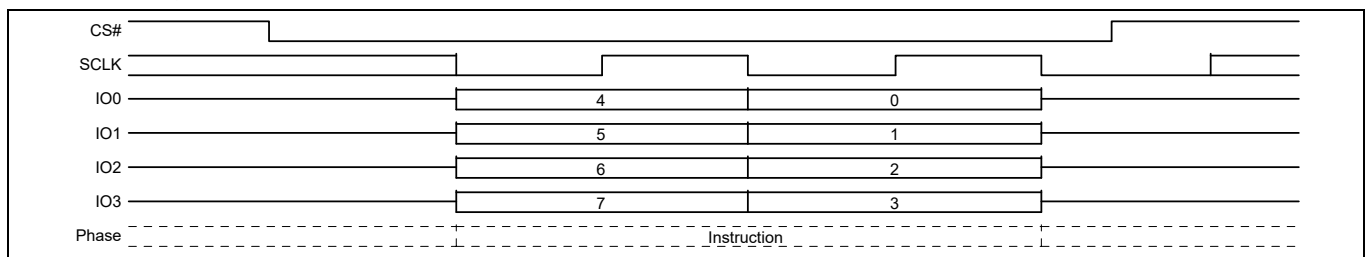 CS#
SCLK
IO0 4 0
IO1 5 1
IO2 6 2
IO3 7 3
Phase Instruction